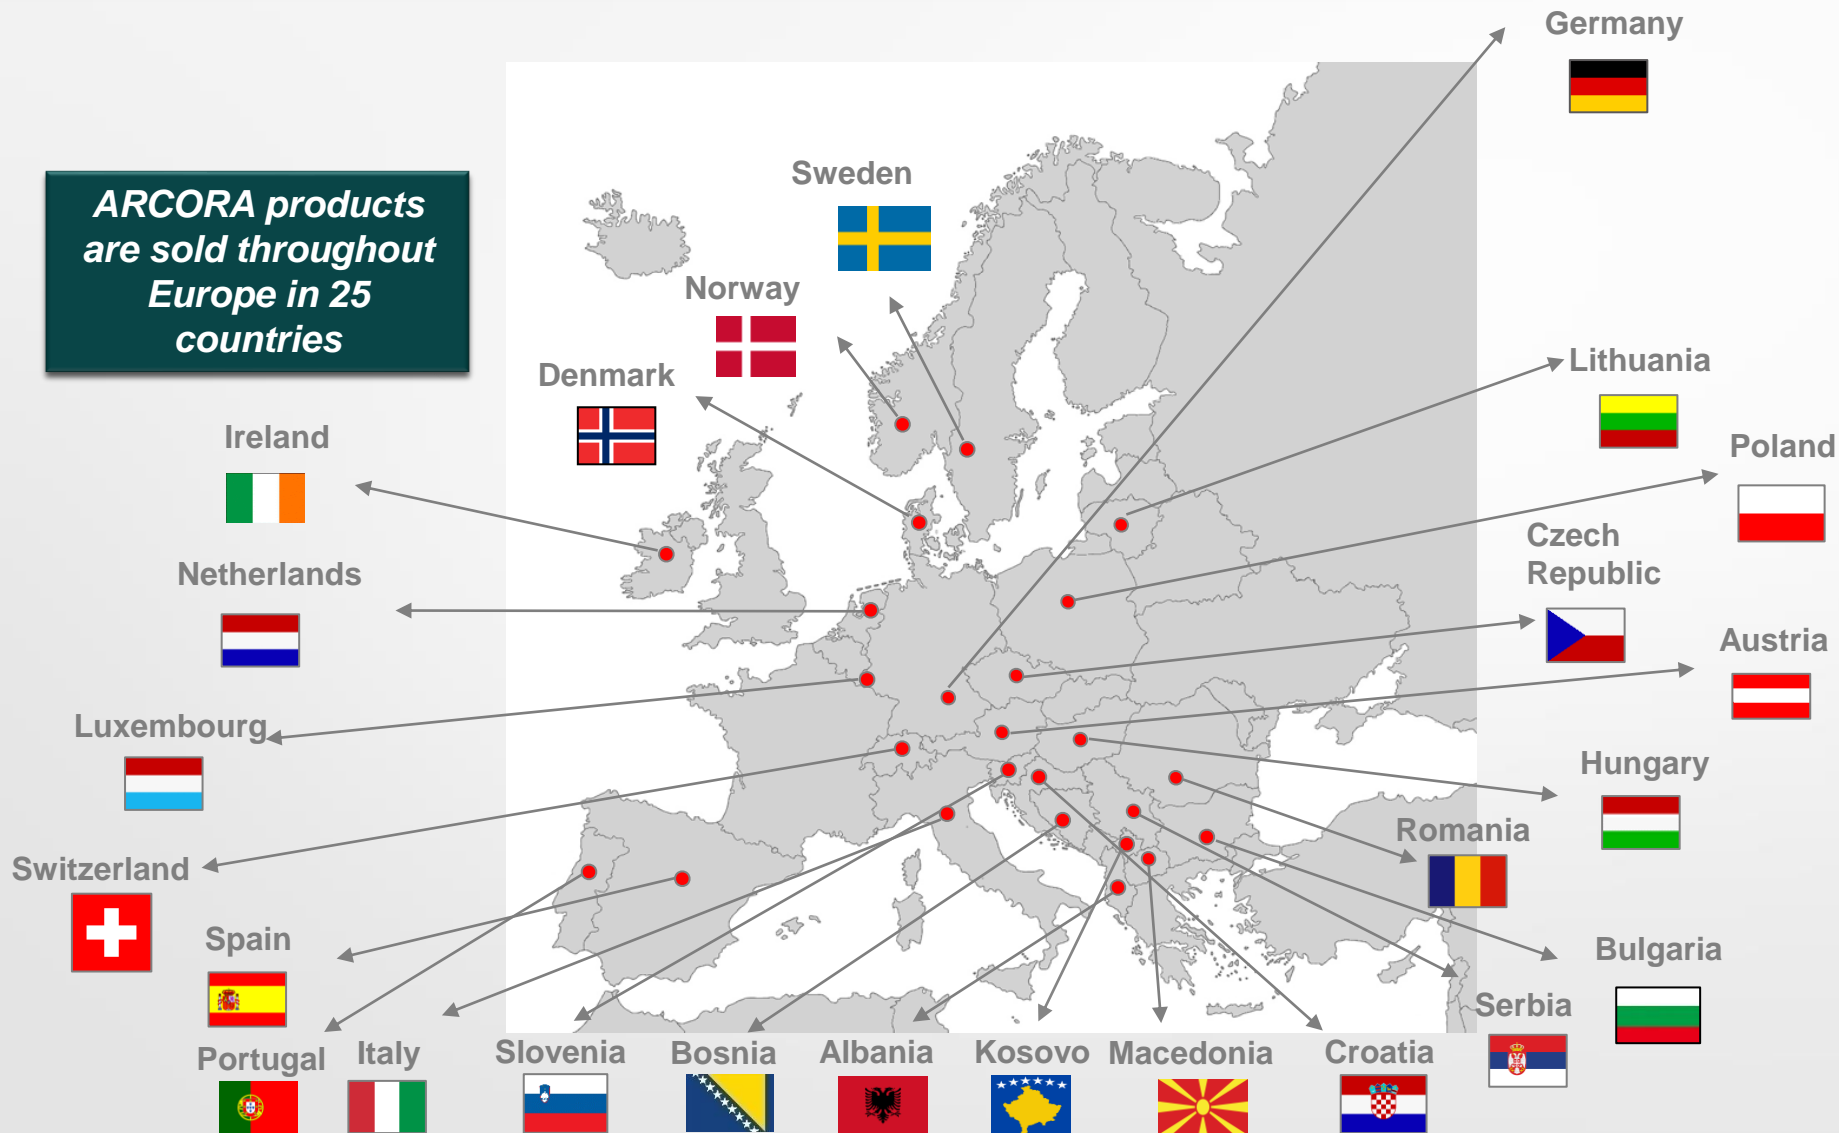 Germany
Sweden
ARCORA products
are sold throughout
Europe in 25
countries
Norway
Denmark
Lithuania
Ireland
Poland
Czech
Republic
Netherlands
Austria
Luxembourg
Hungary
Romania
Switzerland
Spain
Bulgaria
Serbia
Portugal
Italy
Slovenia
Bosnia
Albania
Kosovo
Macedonia
Croatia